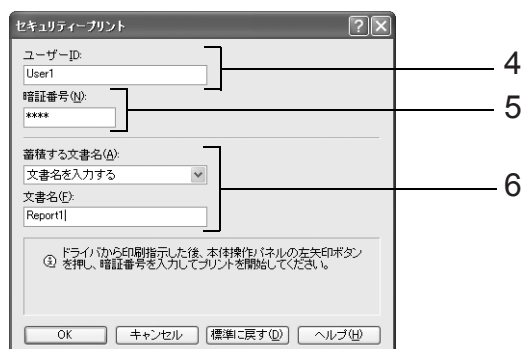 セキュリティープリント
ユーザーID:
User1
4
暗証番号(N):
****
5
蓄積する文書名(A):
文書名を入力する
6
文書名(F):
Report1
ドライバから印刷指示した後、本体操作パネルの左矢印ボタン
を押し、暗証番号を入力してプリントを開始してください。
OK キャンセル 標準に戻す(D) ヘルプ(H)